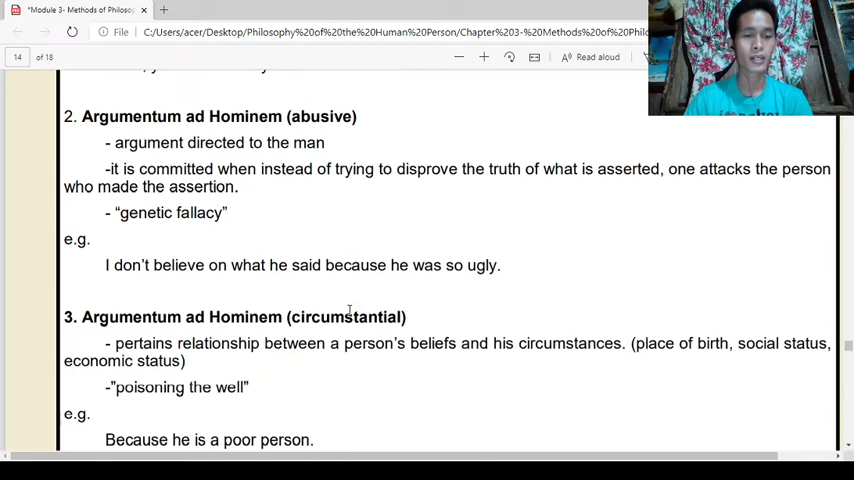 *Module 3- Methods of Philosop
File
C:/Users/acer/Desktop/Philosophy%20of%20the%20Human%20Person/Chapter%203-%20Methods%20of%20Phil
14 of 18
Read aloud
2. Argumentum ad Hominem (abusive)
- argument directed to the man
-it is committed when instead of trying to disprove the truth of what is asserted, one attacks the person
who made the assertion.
- “genetic fallacy”
e.g.
I don’t believe on what he said because he was so ugly.
3. Argumentum ad Hominem (circumstantial)
- pertains relationship between a person’s beliefs and his circumstances. (place of birth, social status,
economic status)
-”poisoning the well”
e.g.
Because he is a poor person.